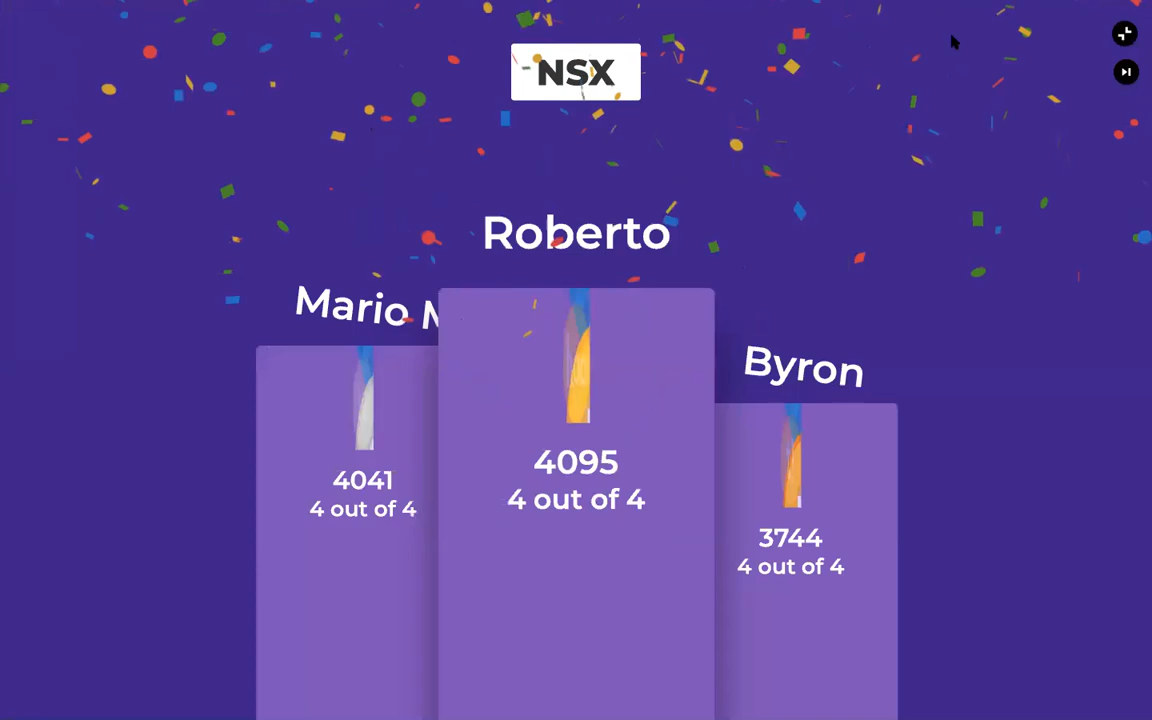 NSX
Roberto
Mario
Byron
4095
4 out of 4
4041
4 out of 4
3744
4 out of 4